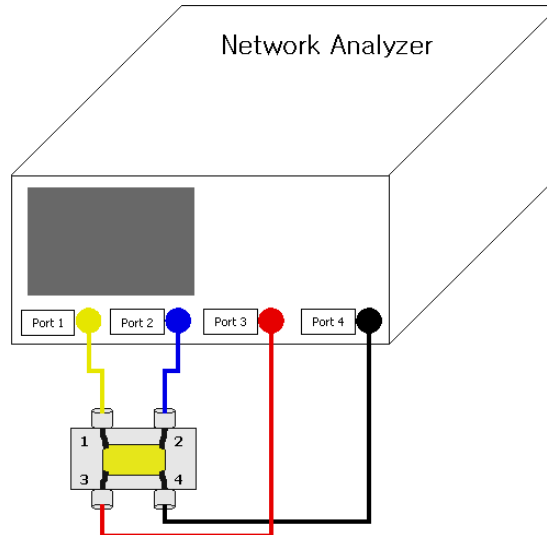 Network Analyzer
Port 1
Port 2
Port 3
Port 4
1
2
3
4